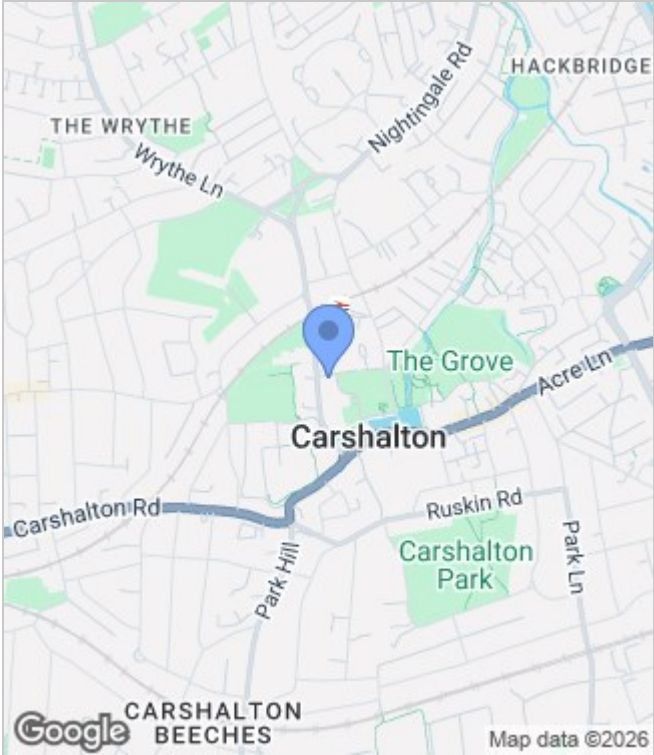 HACKBRIDGE
Nightingale Rd
THE WRYTHE
Wrythe Ln
The Grove
Acre Ln
Carshalton
Carshalton Rd
Ruskin Rd
Carshalton
Park
Park Ln
Park Hill
CARSHALTON
BEECHES
Google
Map data ©2026